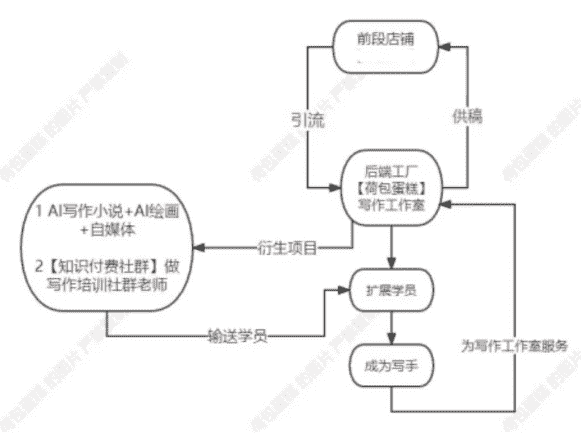 前段店铺
引流
供稿
后端工厂
【荷包蛋糕】
写作工作室
1 AI写作小说+AI绘画
+自媒体
2【知识付费社群】做
写作培训社群老师
衍生项目
扩展学员
输送学员
为写作工作室服务
成为写手